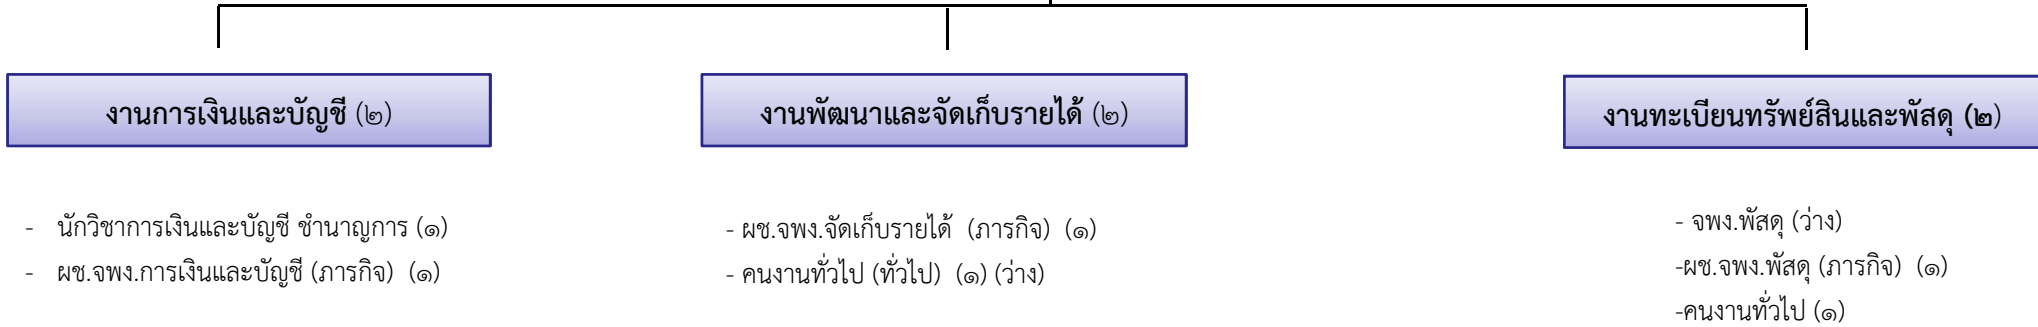 งานการเงินและบัญชี (๒)
- นักวิชาการเงินและบัญชี ชำนาญการ (๑)
- ผช.จพง.การเงินและบัญชี (ภารกิจ) (๑)
งานพัฒนาและจัดเก็บรายได้ (๒)
- ผช.จพง.จัดเก็บรายได้ (ภารกิจ) (๑)
- คนงานทั่วไป (ทั่วไป) (๑) (ว่าง)
งานทะเบียนทรัพย์สินและพัสดุ (๒)
- จพง.พัสดุ (ว่าง)
-ผช.จพง.พัสดุ (ภารกิจ) (๑)
-คนงานทั่วไป (๑)